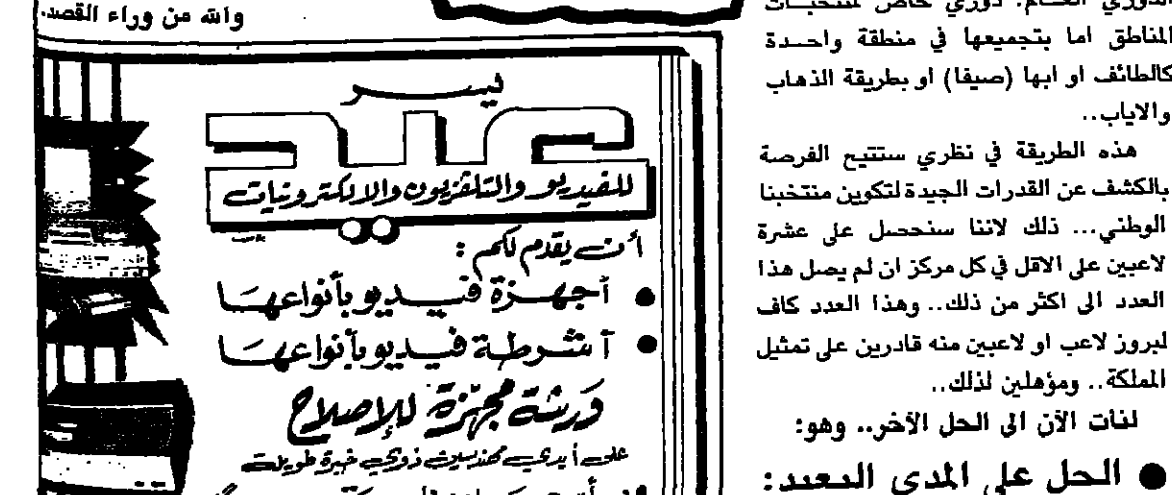 الدوري العام. دوري خاص لمنتخبات
المناطق اما بتجميعها في منطقة واحدة
كالطائف او ابها (صيفا) او بطريقة الذهاب
والاياب..
هذه الطريقة في نظري ستتيح الفرصة
بالكشف عن القدرات الجيدة لتكوين منتخبنا
الوطني... ذلك لاننا سنحصل على عشرة
لاعبين على الاقل في كل مركز ان لم يصل هذا
العدد الى اكثر من ذلك.. وهذا العدد كاف
لبروز لاعب او لاعبين منه قادرين على تمثيل
المملكة.. ومؤهلين لذلك..
لنات الآن الى الحل الآخر.. وهو:
● الحل على المدى البعيد:
والله من وراء القصد.
يسر
عيد
للفيديو والتلفزيون والالكترونيات
أن يقدم لكم:
● أجهزة فيديو بأنواعها
● أشرطة فيديو بأنواعها
ورشة مجهزة للإصلاح
على أيدي مهندسين ذوي خبرة طويلة